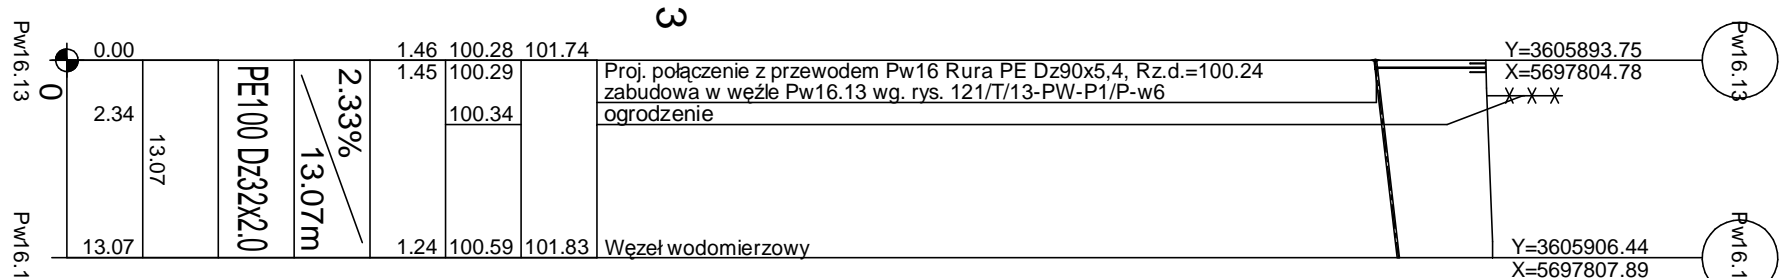 3
Pw16.13
0
0.00
1.46 100.28 101.74
Y=3605893.75
Pw16.13
1.45 100.29
Proj. połączenie z przewodem Pw16 Rura PE Dz90x5,4, Rz.d.=100.24
X=5697804.78
zabudowa w węźle Pw16.13 wg. rys. 121/T/13-PW-P1/P-w6
2.34
100.34
ogrodzenie
13.07
PE100 Dz32x2.0
2.33%
13.07m
Pw16.1
13.07
1.24 100.59 101.83
Węzeł wodomierzowy
Y=3605906.44
X=5697807.89
Pw16.1